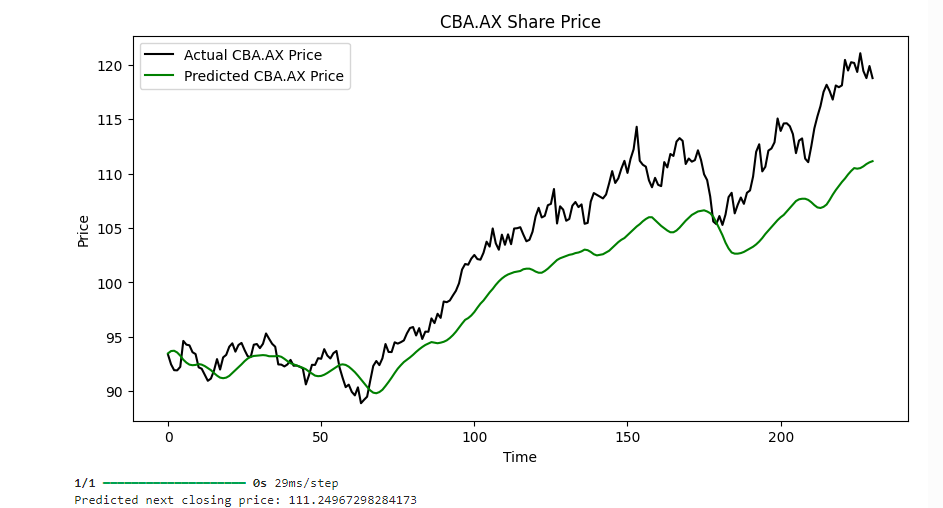 CBA.AX Share Price
Actual CBA.AX Price
Predicted CBA.AX Price
120
115
110
105
100
95
90
Price
0
50
100
150
200
Time
1/1 ━━━━━━━━━━━━━━━━━━━━ 0s 29ms/step
Predicted next closing price: 111.24967298284173